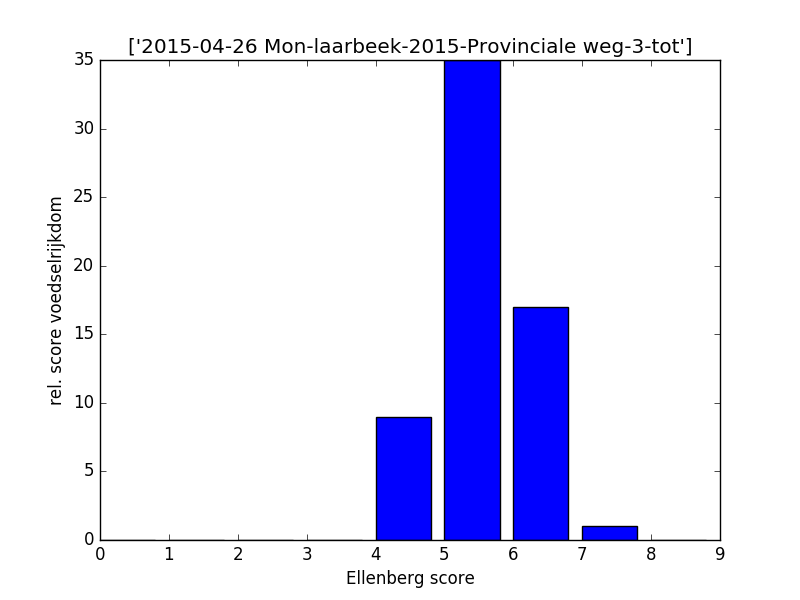 ['2015-04-26 Mon-laarbeek-2015-Provinciale weg-3-tot']
35
30
25
20
15
10
5
0
rel. score voedselrijkdom
0 1 2 3 4 5 6 7 8 9
Ellenberg score